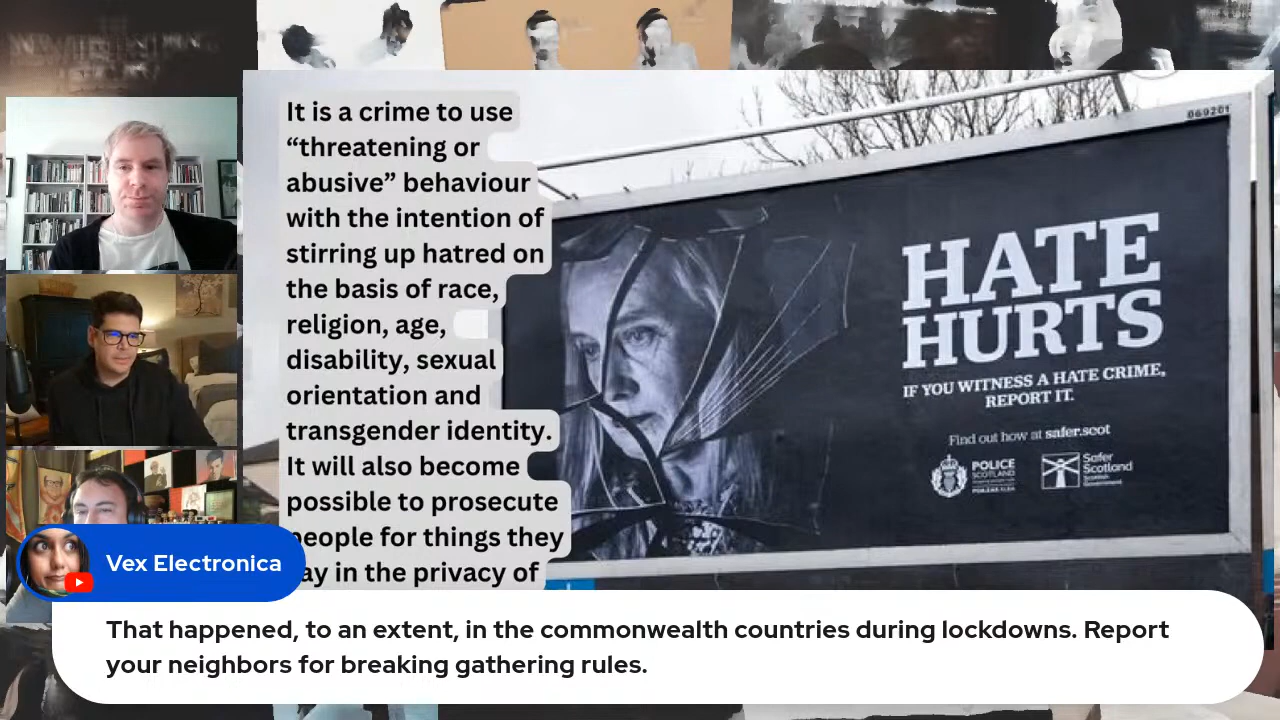 It is a crime to use
“threatening or
abusive” behaviour
with the intention of
stirring up hatred on
the basis of race,
religion, age,
disability, sexual
orientation and
transgender identity.
It will also become
possible to prosecute
people for things they
ay in the privacy of
069201
HATE
HURTS
IF YOU WITNESS A HATE CRIME,
REPORT IT.
Find out how at safer.scot
POLICE
SCOTLAND
Safer
Scotland
Vex Electronica
That happened, to an extent, in the commonwealth countries during lockdowns. Report
your neighbors for breaking gathering rules.